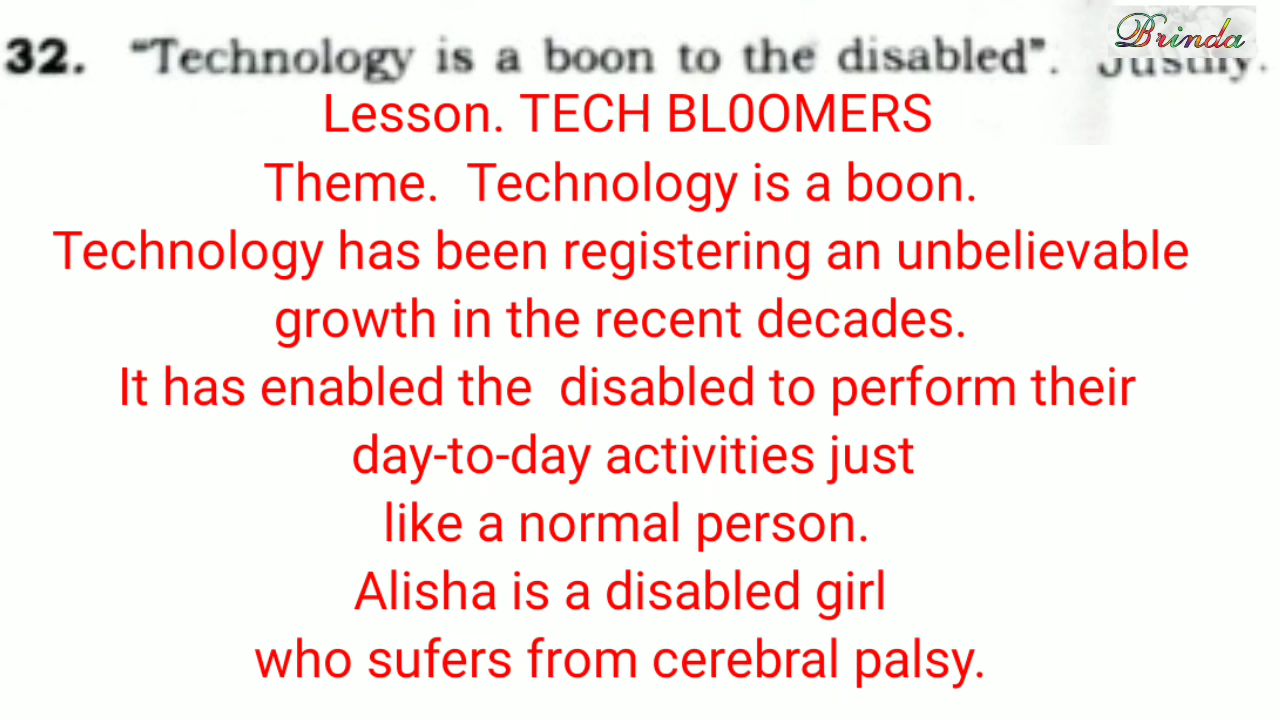 32. "Technology is a boon to the disabled". Justify.
Brinda
Lesson. TECH BL0OMERS
Theme. Technology is a boon.
Technology has been registering an unbelievable
growth in the recent decades.
It has enabled the disabled to perform their
day-to-day activities just
like a normal person.
Alisha is a disabled girl
who sufers from cerebral palsy.